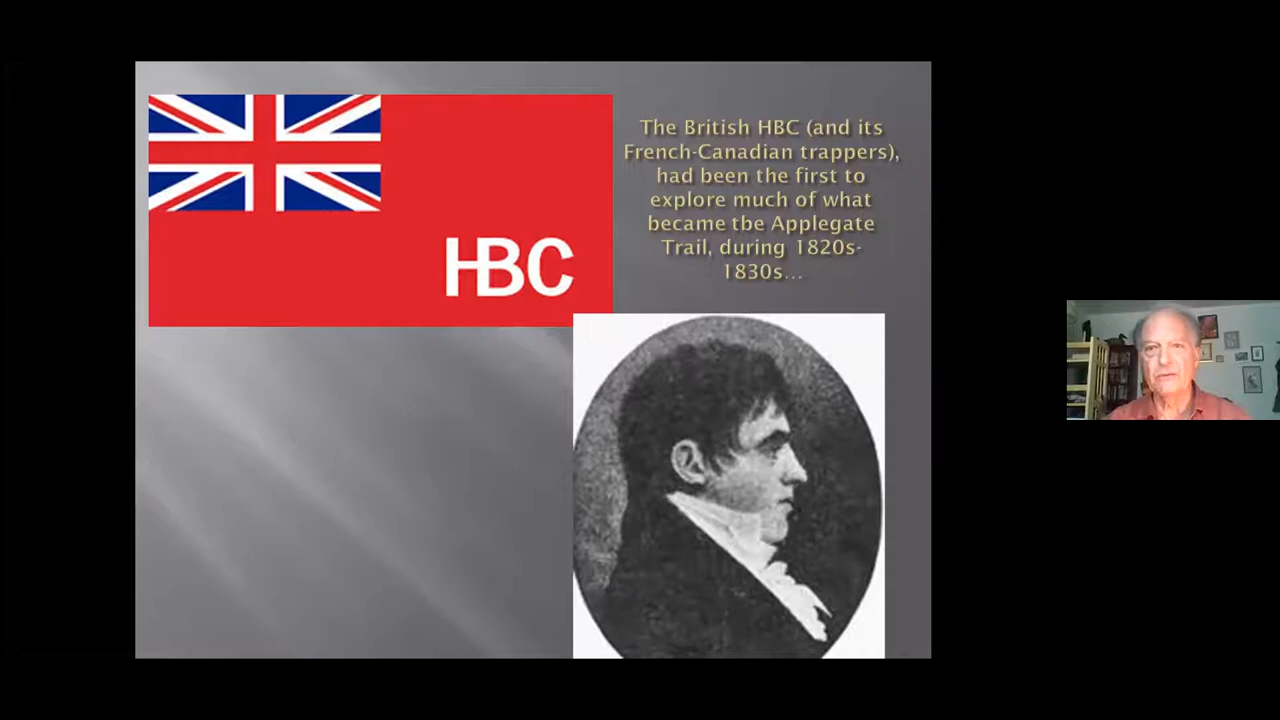 HBC
The British HBC (and its
French-Canadian trappers),
had been the first to
explore much of what
became tbe Applegate
Trail, during 1820s-
1830s...